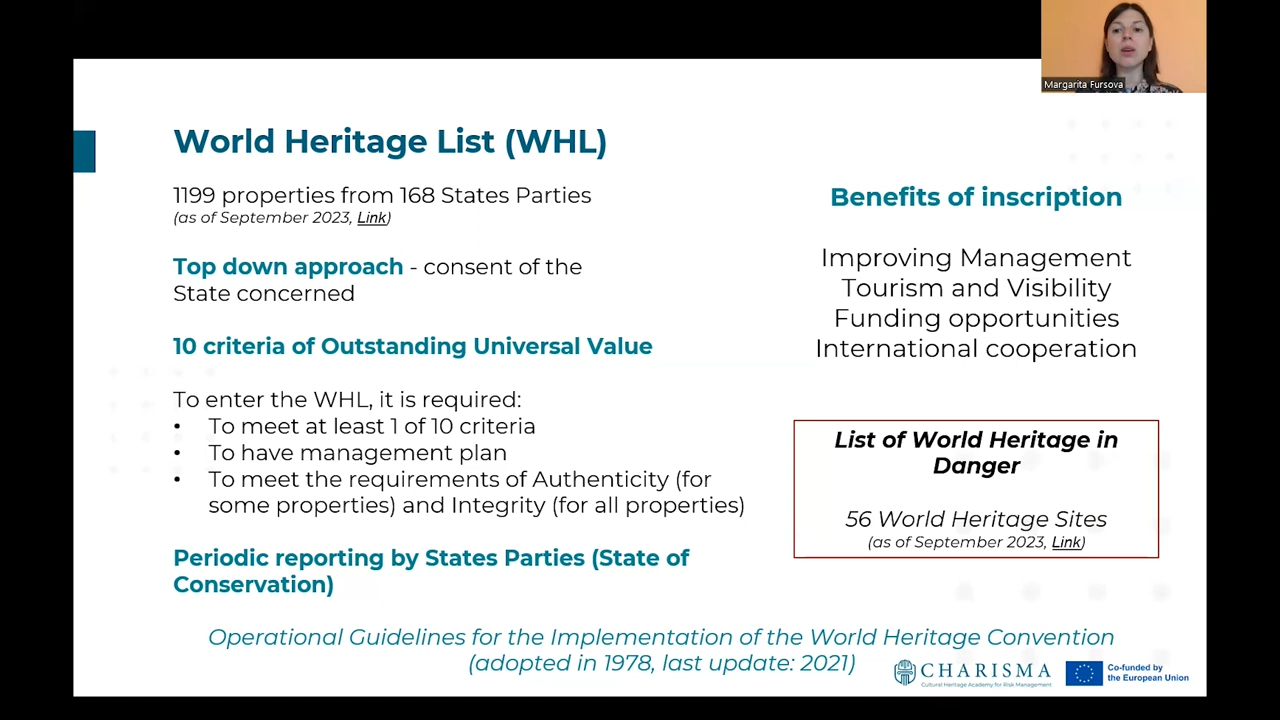 Margarita Fursova
World Heritage List (WHL)
1199 properties from 168 States Parties
(as of September 2023, Link)
Top down approach - consent of the
State concerned
10 criteria of Outstanding Universal Value
To enter the WHL, it is required:
• To meet at least 1 of 10 criteria
• To have management plan
• To meet the requirements of Authenticity (for
some properties) and Integrity (for all properties)
Periodic reporting by States Parties (State of
Conservation)
Benefits of inscription
Improving Management
Tourism and Visibility
Funding opportunities
International cooperation
List of World Heritage in
Danger
56 World Heritage Sites
(as of September 2023, Link)
Operational Guidelines for the Implementation of the World Heritage Convention
(adopted in 1978, last update: 2021)
CHARISMA
Cultural Heritage Academy for Risk Management
Co-funded by
the European Union